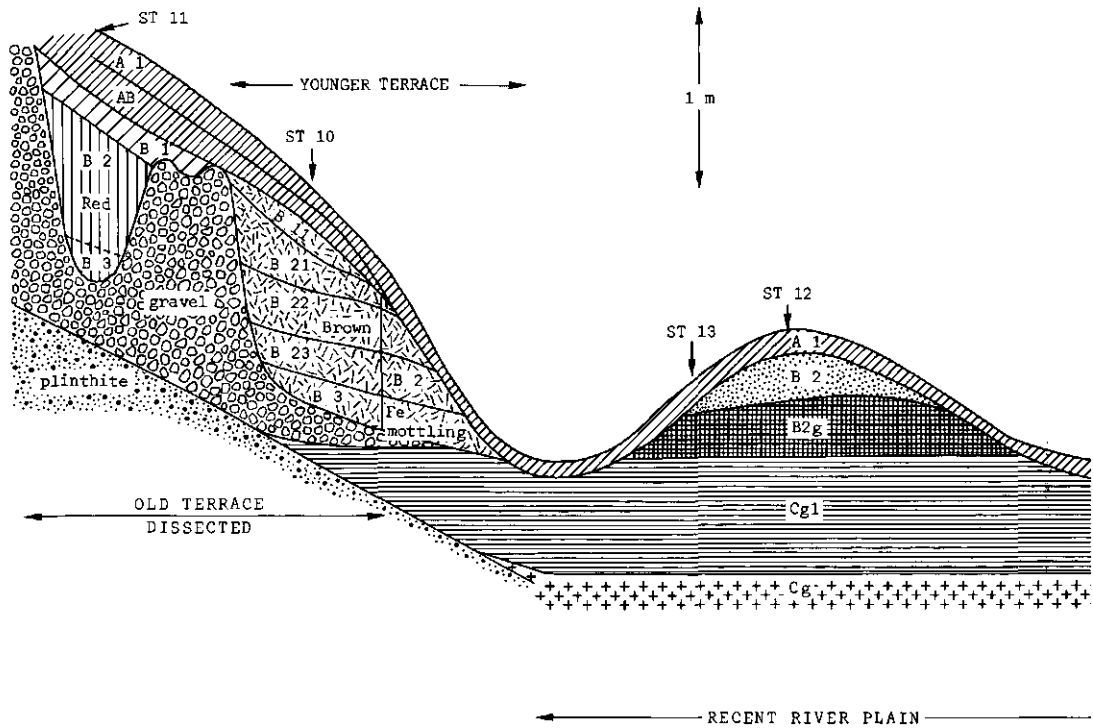 ST 11
A 1
YOUNGER TERRACE
1 m
AB
ST 10
B 1
B 2
Red
B 3
gravel
plinthite
B 21
B 22
Brown
B 23
B 2
B 3
Fe
mottling
ST 12
ST 13
A 1
B 2
B2g
Cg1
Cg
OLD TERRACE
DISSECTED
RECENT RIVER PLAIN